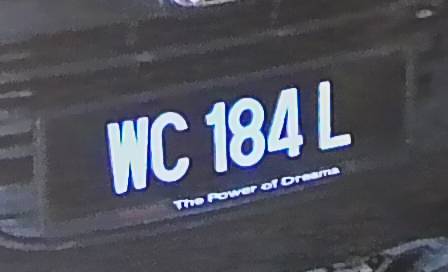 WC 184 L
The Power of Dreams